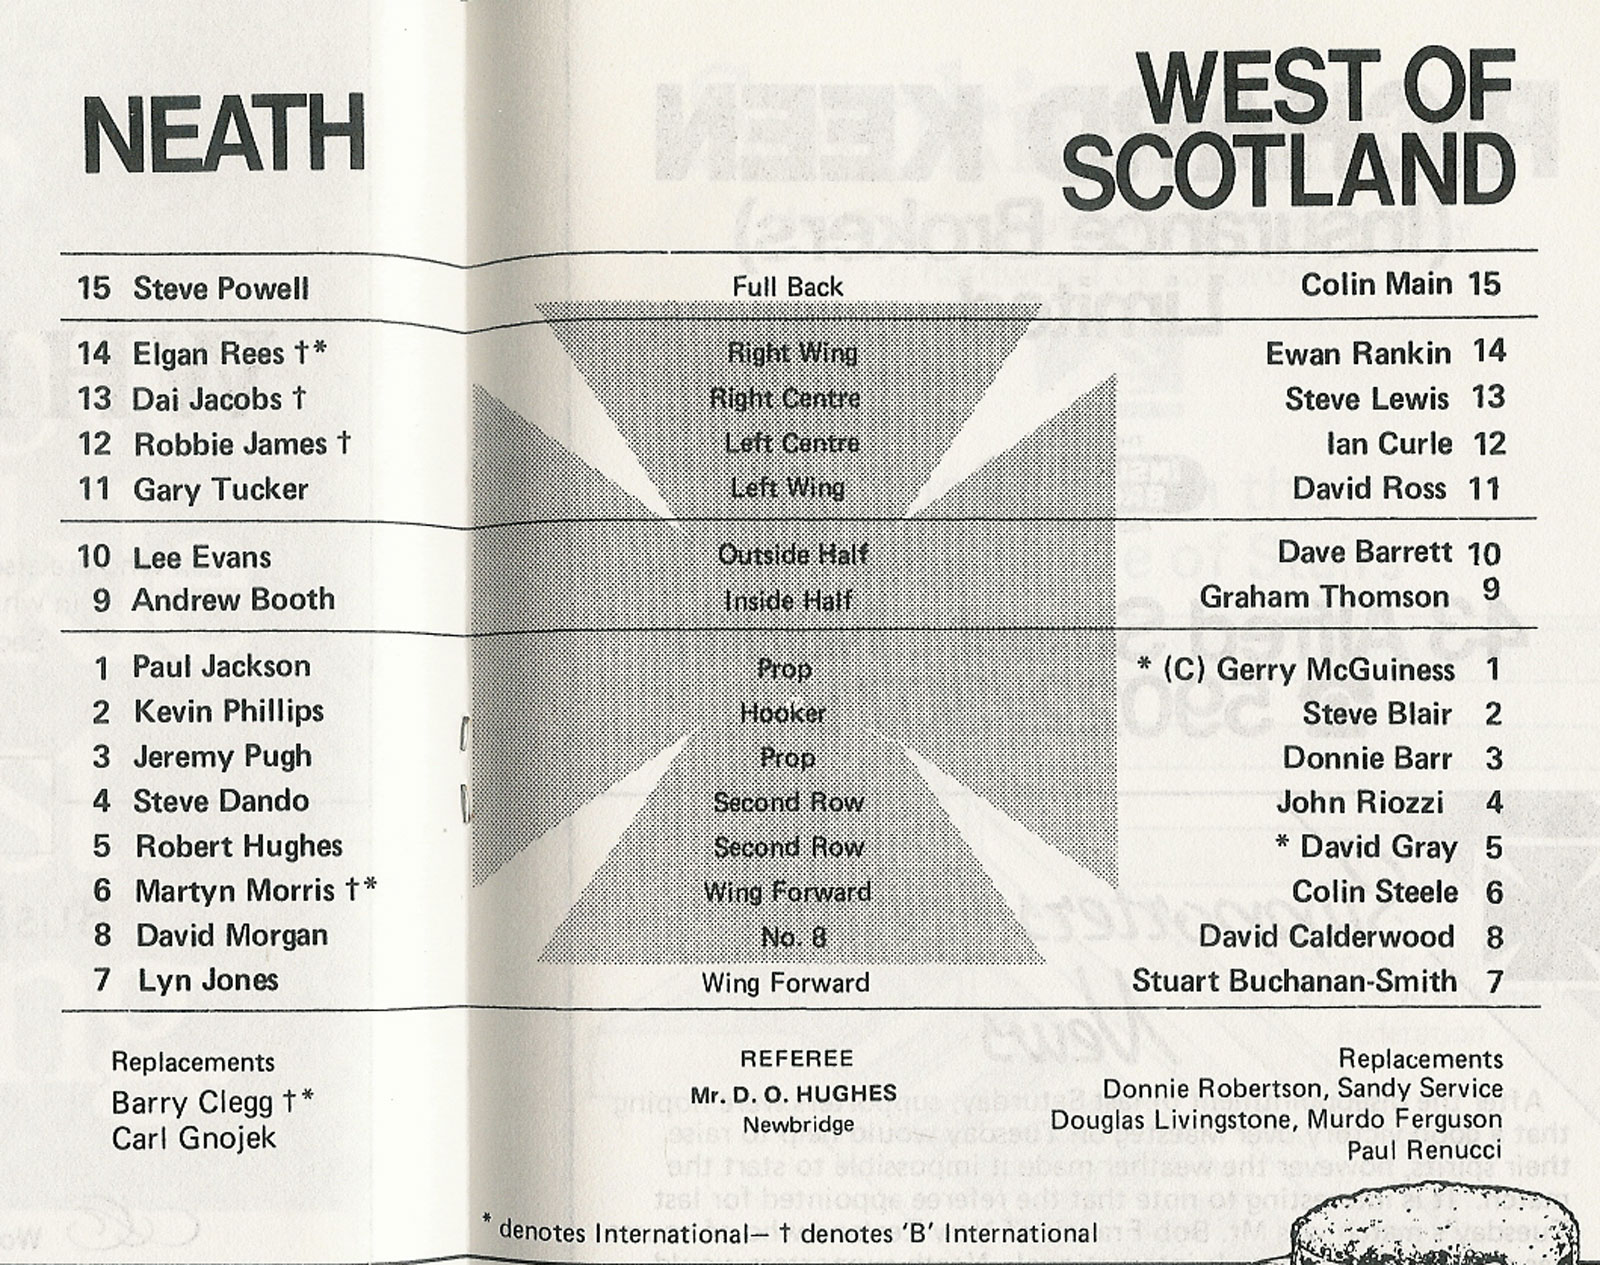 NEATH
WEST OF
SCOTLAND
15 Steve Powell Full Back Colin Main 15
14 Elgan Rees †* Right Wing Ewan Rankin 14
13 Dai Jacobs † Right Centre Steve Lewis 13
12 Robbie James † Left Centre Ian Curle 12
11 Gary Tucker Left Wing David Ross 11
10 Lee Evans Outside Half Dave Barrett 10
9 Andrew Booth Inside Half Graham Thomson 9
1 Paul Jackson Prop * (C) Gerry McGuiness 1
2 Kevin Phillips Hooker Steve Blair 2
3 Jeremy Pugh Prop Donnie Barr 3
4 Steve Dando Second Row John Riozzi 4
5 Robert Hughes Second Row * David Gray 5
6 Martyn Morris †* Wing Forward Colin Steele 6
8 David Morgan No. 8 David Calderwood 8
7 Lyn Jones Wing Forward Stuart Buchanan-Smith 7
Replacements
Barry Clegg †*
Carl Gnojek
REFEREE
Mr. D. O. HUGHES
Newbridge
Replacements
Donnie Robertson, Sandy Service
Douglas Livingstone, Murdo Ferguson
Paul Renucci
* denotes International— † denotes 'B' International